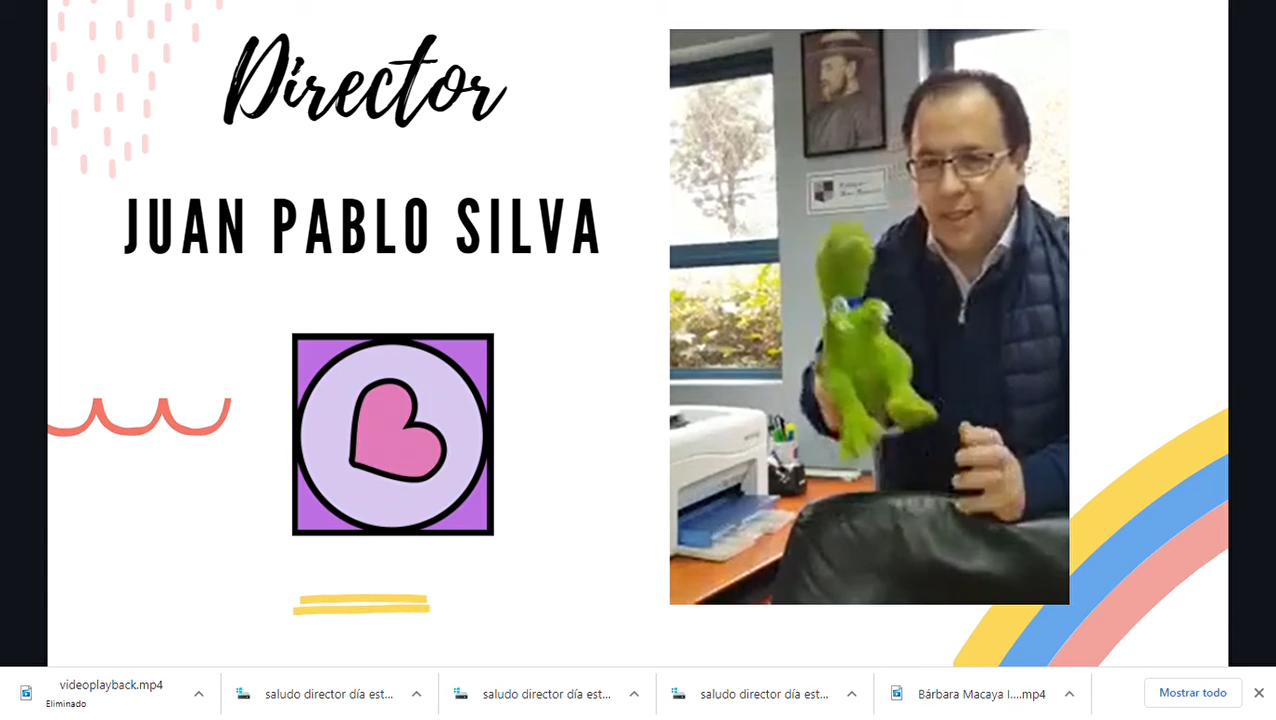 Director
JUAN PABLO SILVA
videoplayback.mp4
Eliminado
saludo director día est...
saludo director día est...
saludo director día est...
Bárbara Macaya I....mp4
Mostrar todo